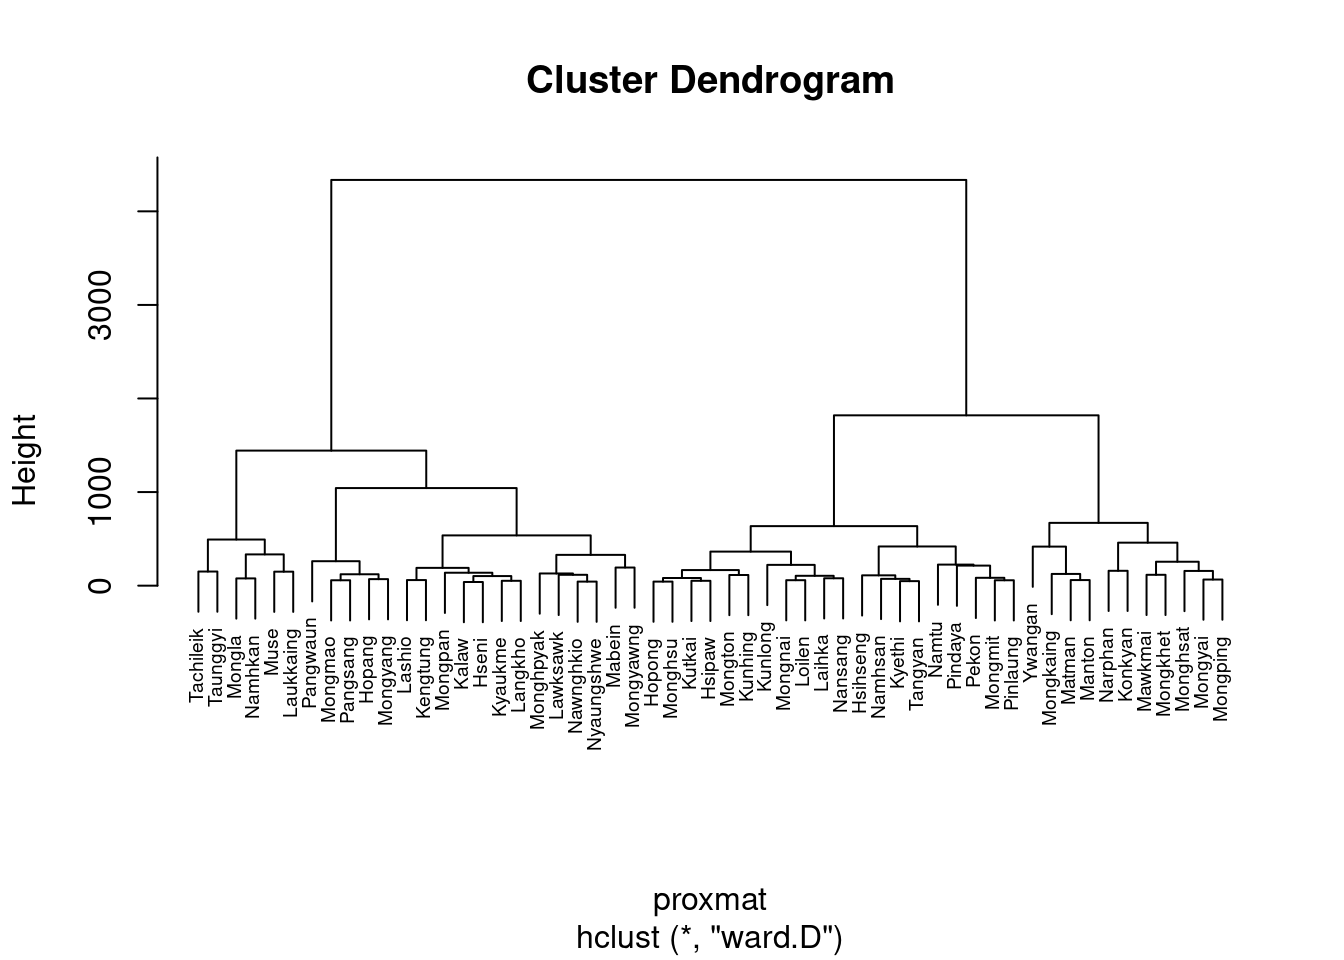 Cluster Dendrogram
Height
0
1000
3000
Tachileik
Taunggyi
Mongla
Namhkan
Muse
Laukkaing
Pangwaun
Mongmao
Pangsang
Hopang
Mongyang
Lashio
Kengtung
Mongpan
Kalaw
Hseni
Kyaukme
Langkho
Monghpyak
Lawksawk
Nawnghkio
Nyaungshwe
Mabein
Mongyawng
Hopong
Monghsu
Kutkai
Hsipaw
Mongton
Kunhing
Kunlong
Mongnai
Loilen
Laihka
Nansang
Hsihseng
Namhsan
Kyethi
Tangyan
Namtu
Pindaya
Pekon
Mongmit
Pinlaung
Ywangan
Mongkaing
Matman
Manton
Narphan
Konkyan
Mawkmai
Mongkhet
Monghsat
Mongyai
Mongping
proxmat
hclust (*, "ward.D")